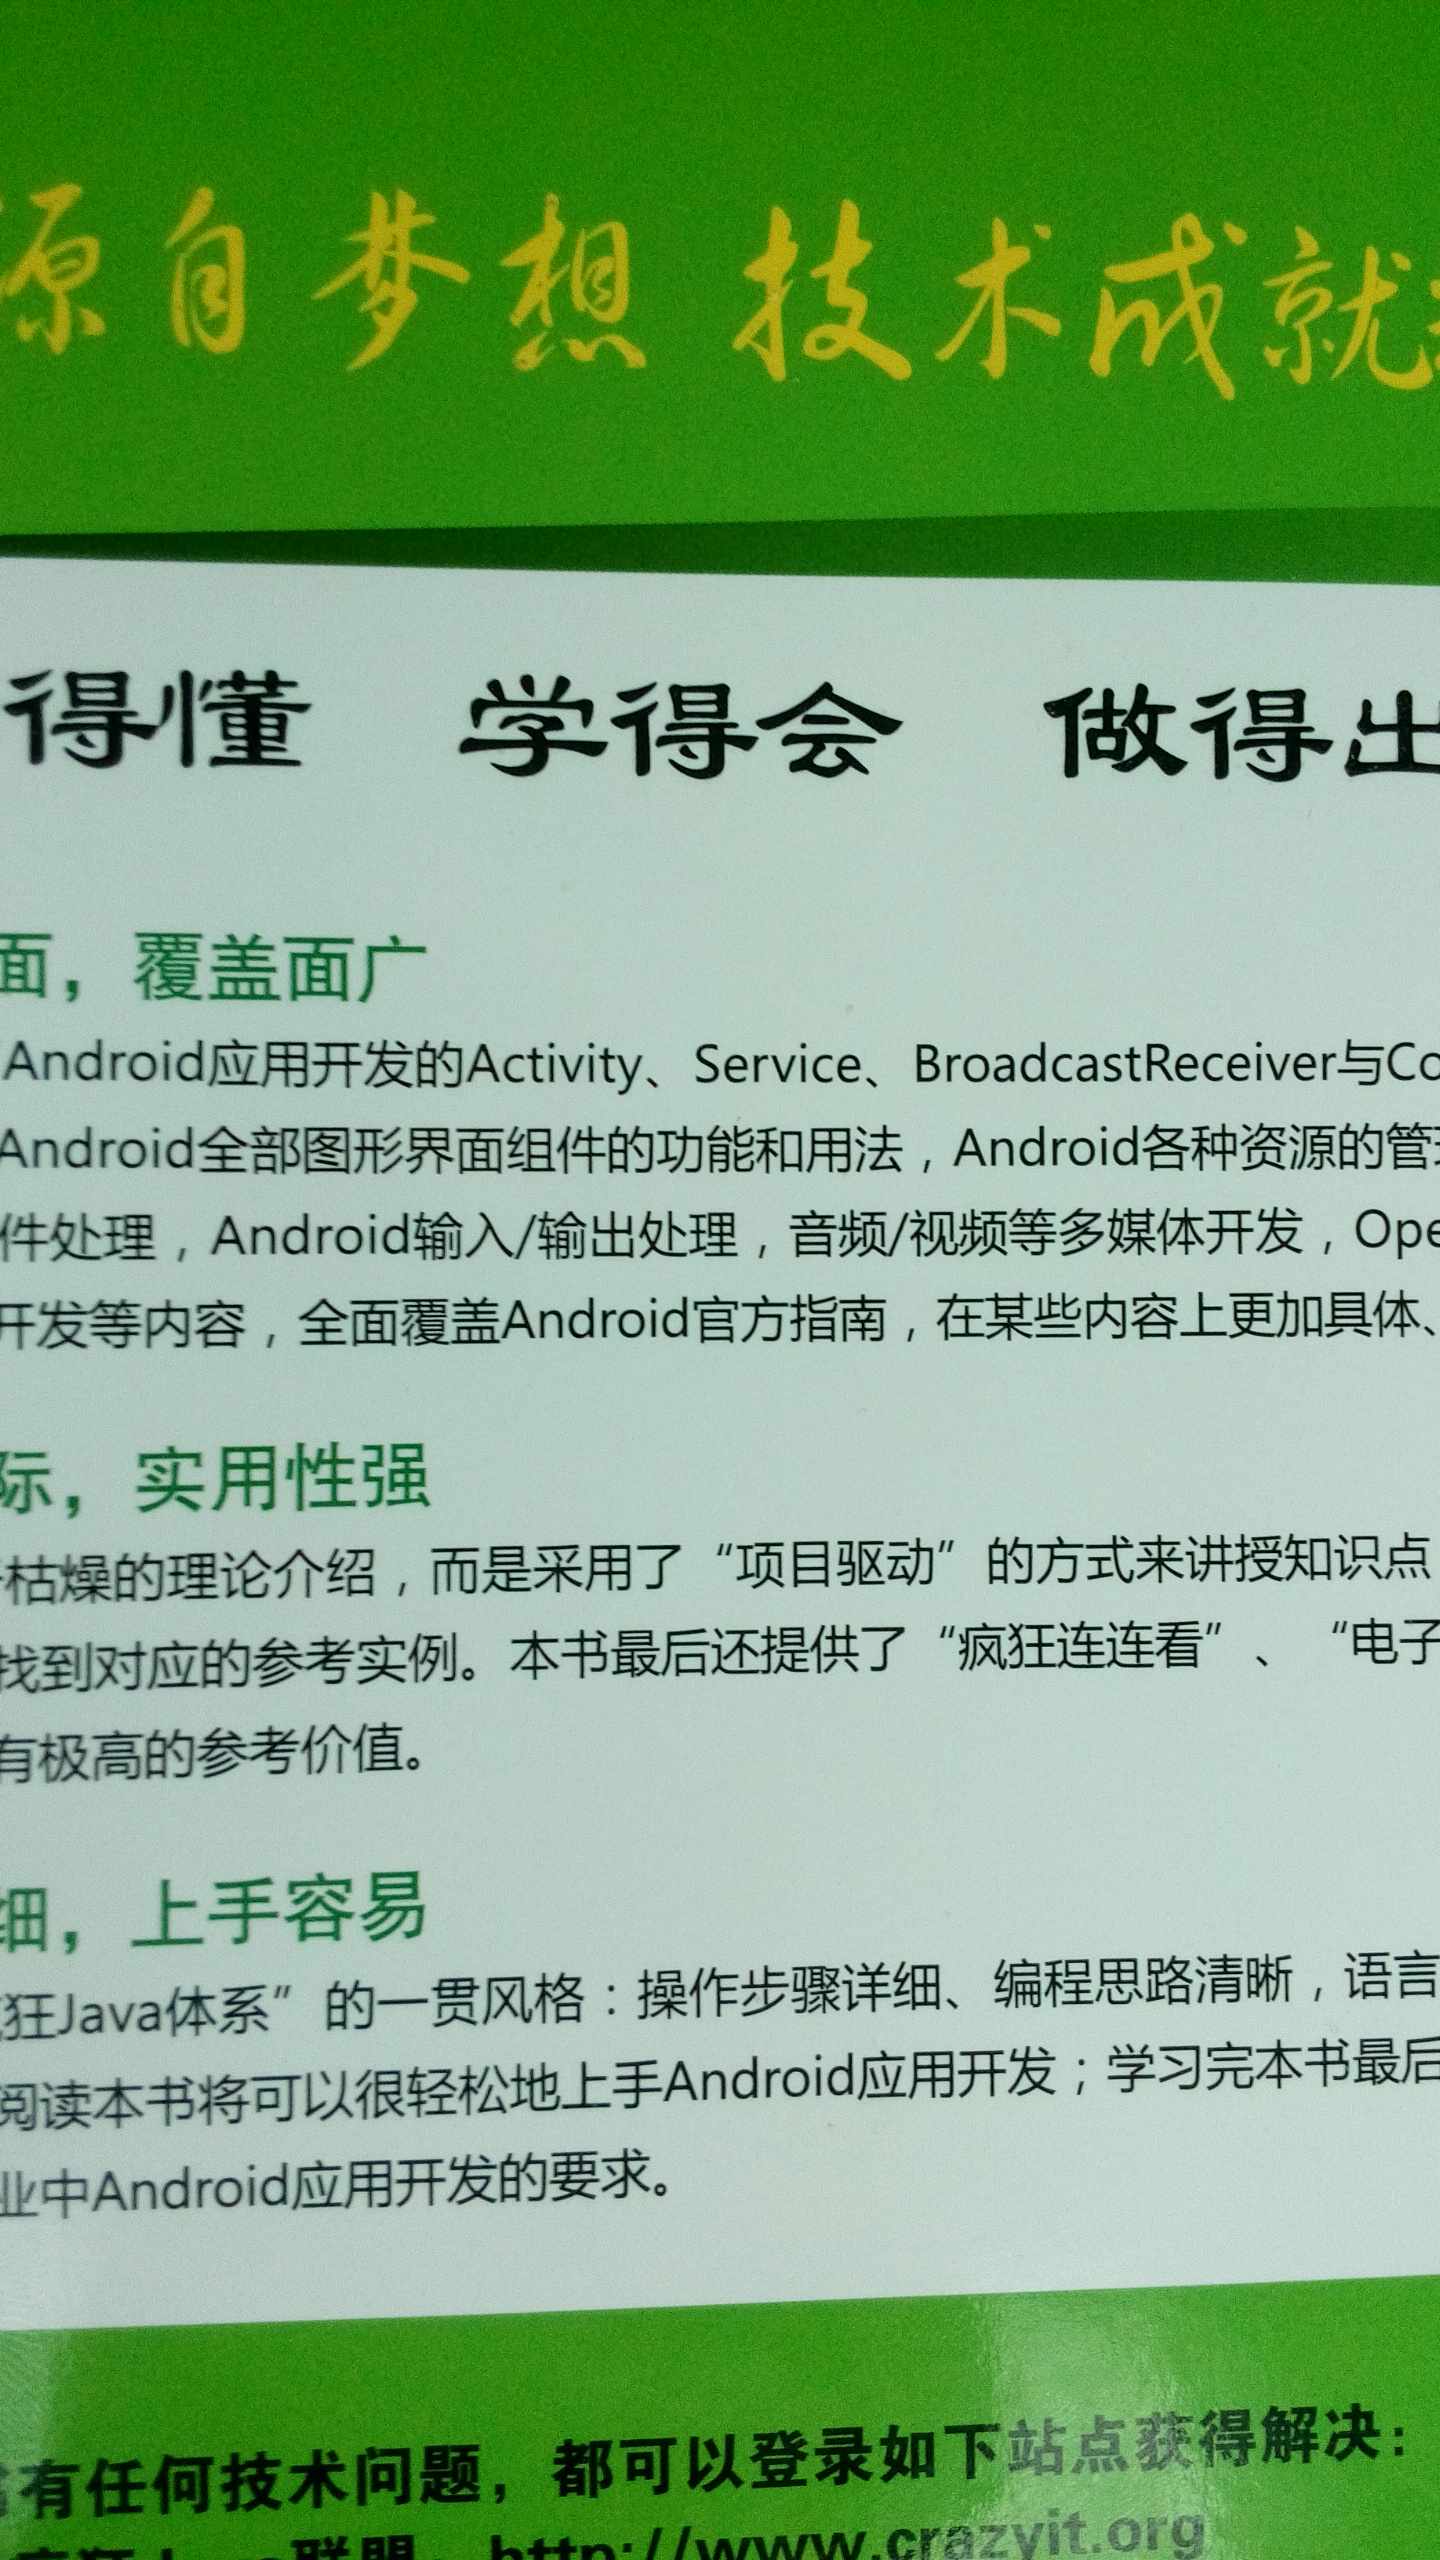 源自梦想 技术成就
得懂 学得会 做得出
面，覆盖面广
Android应用开发的Activity、Service、BroadcastReceiver与Co
Android全部图形界面组件的功能和用法，Android各种资源的管
件处理，Android输入/输出处理，音频/视频等多媒体开发，Ope
开发等内容，全面覆盖Android官方指南，在某些内容上更加具体、
际，实用性强
枯燥的理论介绍，而是采用了“项目驱动”的方式来讲授知识点
找到对应的参考实例。本书最后还提供了“疯狂连连看”、“电子
有极高的参考价值。
细，上手容易
狂Java体系”的一贯风格：操作步骤详细、编程思路清晰，语言
阅读本书将可以很轻松地上手Android应用开发；学习完本书最后
业中Android应用开发的要求。
有任何技术问题，都可以登录如下站点获得解决：
联盟：http://www.crazyit.org